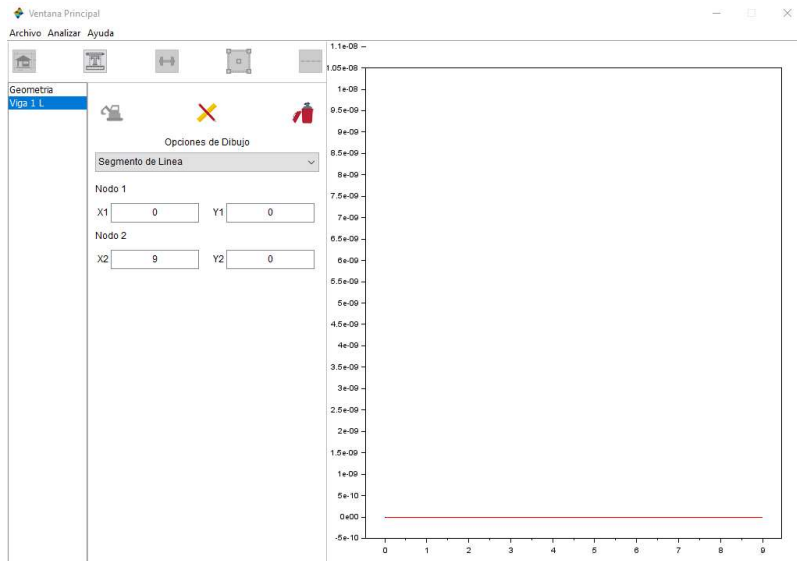 Ventana Principal
Archivo Analizar Ayuda
Geometria
Viga 1 L
Opciones de Dibujo
Segmento de Linea
Nodo 1
X1 0 Y1 0
Nodo 2
X2 9 Y2 0
1.1e-08
1.05e-08
1e-08
9.5e-09
9e-09
8.5e-09
8e-09
7.5e-09
7e-09
6.5e-09
6e-09
5.5e-09
5e-09
4.5e-09
4e-09
3.5e-09
3e-09
2.5e-09
2e-09
1.5e-09
1e-09
5e-10
0e00
-5e-10
0 1 2 3 4 5 6 7 8 9